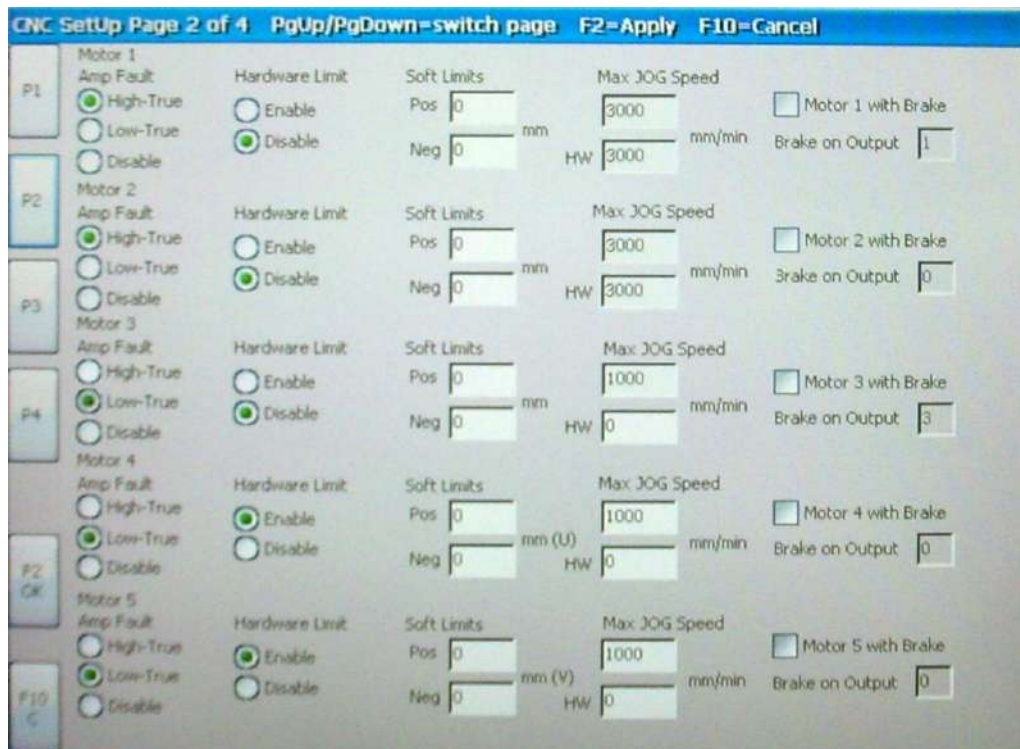 CNC SetUp Page 2 of 4 PgUp/PgDown=switch page F2=Apply F10=Cancel
P1
P2
P3
P4
F2
OK
F10
C
Motor 1
Amp Fault Hardware Limit Soft Limits Max JOG Speed
High-True Enable Pos 0 3000 Motor 1 with Brake
Low-True Disable mm mm/min Brake on Output 1
Disable Neg 0 HW 3000
Motor 2
Amp Fault Hardware Limit Soft Limits Max JOG Speed
High-True Enable Pos 0 3000 Motor 2 with Brake
Low-True Disable mm mm/min Brake on Output 0
Disable Neg 0 HW 3000
Motor 3
Amp Fault Hardware Limit Soft Limits Max JOG Speed
High-True Enable Pos 0 1000 Motor 3 with Brake
Low-True Disable mm mm/min Brake on Output 3
Disable Neg 0 HW 0
Motor 4
Amp Fault Hardware Limit Soft Limits Max JOG Speed
High-True Enable Pos 0 1000 Motor 4 with Brake
Low-True Disable mm (U) mm/min Brake on Output 0
Disable Neg 0 HW 0
Motor 5
Amp Fault Hardware Limit Soft Limits Max JOG Speed
High-True Enable Pos 0 1000 Motor 5 with Brake
Low-True Disable mm (V) mm/min Brake on Output 0
Disable Neg 0 HW 0